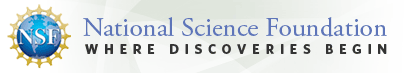 NSF
National Science Foundation
WHERE DISCOVERIES BEGIN